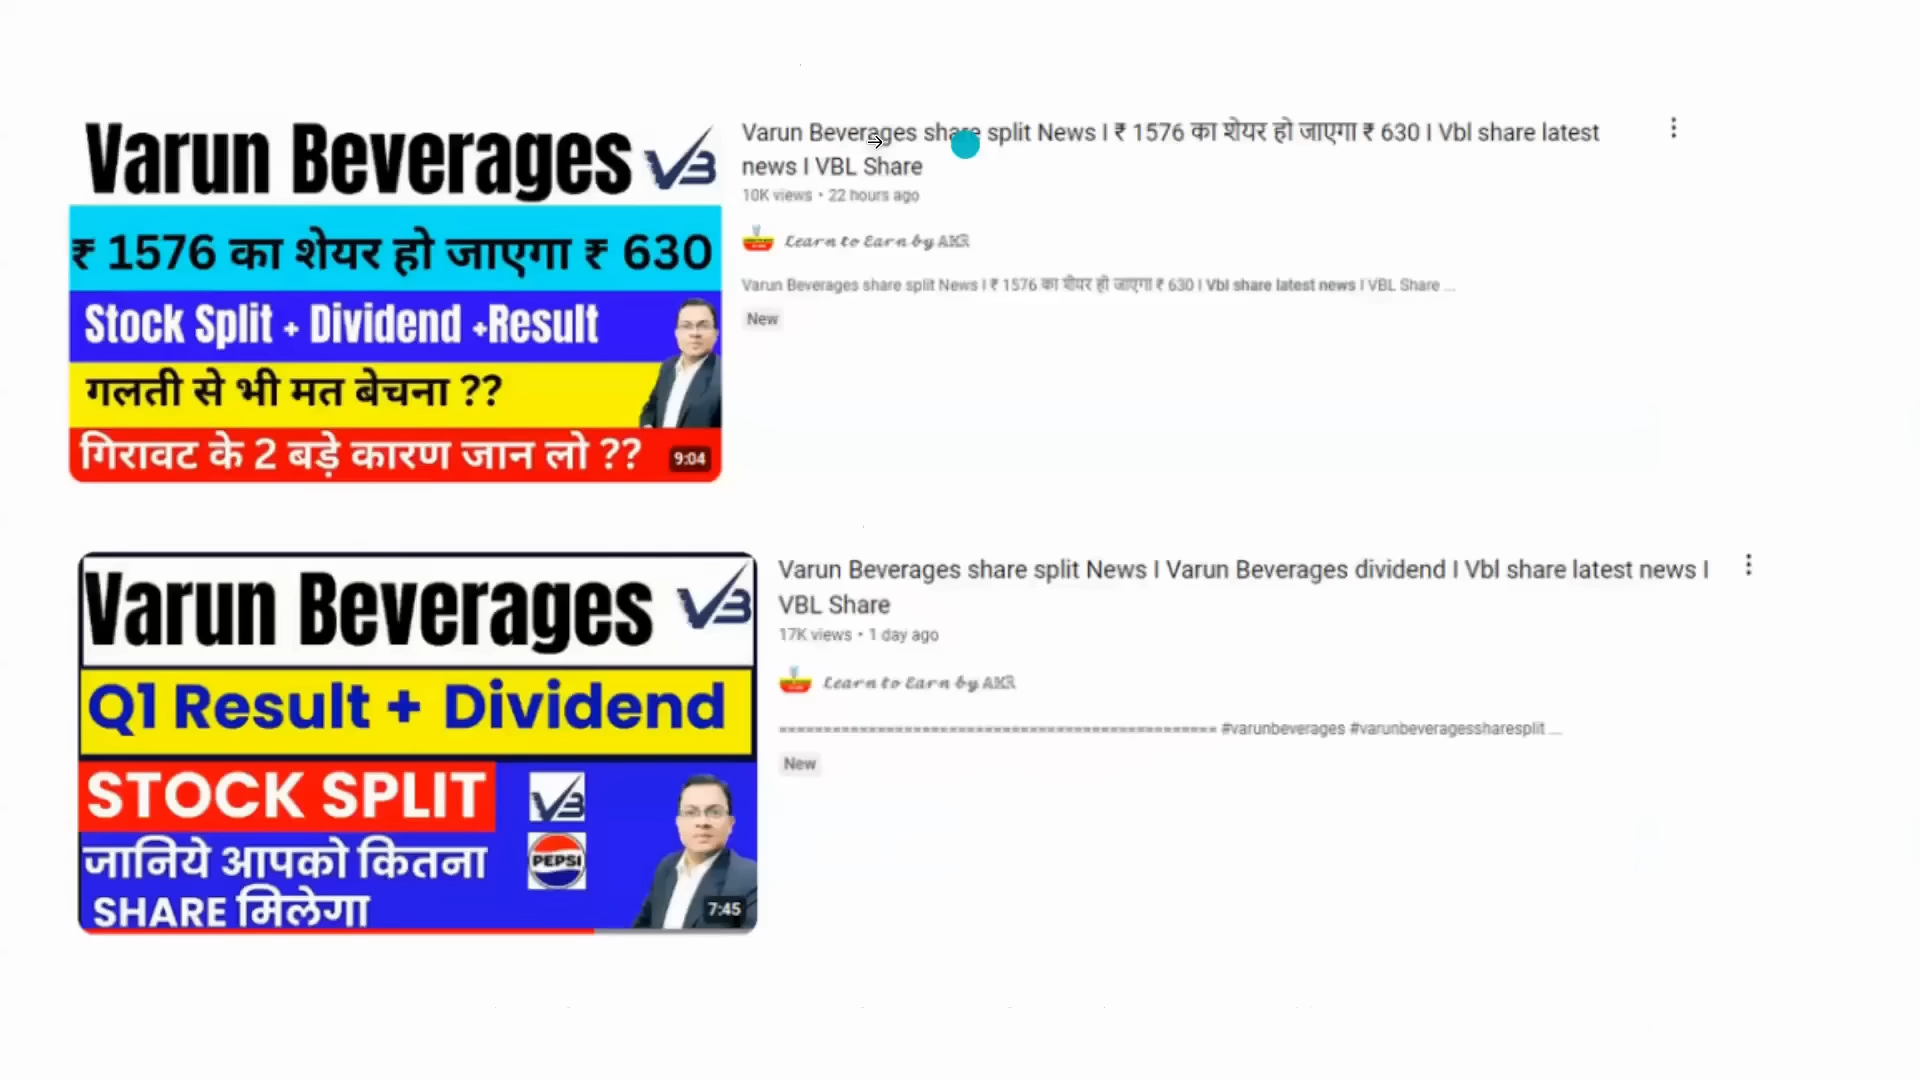 Varun Beverages VB
₹ 1576 का शेयर हो जाएगा ₹ 630
Stock Split + Dividend +Result
गलती से भी मत बेचना ??
गिरावट के 2 बड़े कारण जान लो ??
9:04
Varun Beverages share split News I ₹ 1576 का शेयर हो जाएगा ₹ 630 I Vbl share latest
news I VBL Share
10K views • 22 hours ago
Learn to Earn by AKR
Varun Beverages share split News I ₹ 1576 का शेयर हो जाएगा ₹ 630 I Vbl share latest news I VBL Share ...
New
Varun Beverages VB
Q1 Result + Dividend
STOCK SPLIT VB
जानिये आपको कितना PEPSI
SHARE मिलेगा
7:45
Varun Beverages share split News I Varun Beverages dividend I Vbl share latest news I
VBL Share
17K views • 1 day ago
Learn to Earn by AKR
================================================= #varunbeverages #varunbeveragessharesplit ...
New